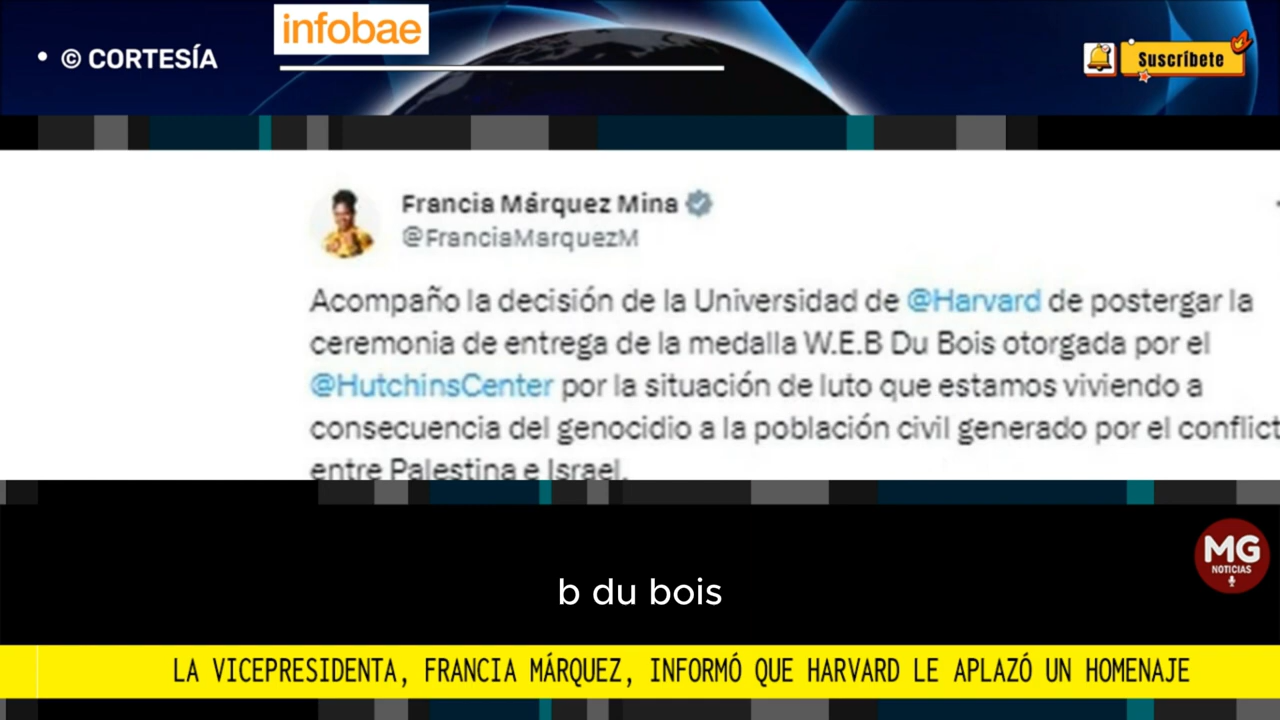 infobae
• © CORTESÍA
Suscríbete
Francia Márquez Mina
@FranciaMarquezM
Acompaño la decisión de la Universidad de @Harvard de postergar la
ceremonia de entrega de la medalla W.E.B Du Bois otorgada por el
@HutchinsCenter por la situación de luto que estamos viviendo a
consecuencia del genocidio a la población civil generado por el conflict
entre Palestina e Israel.
MG
NOTICIAS
b du bois
LA VICEPRESIDENTA, FRANCIA MÁRQUEZ, INFORMÓ QUE HARVARD LE APLAZÓ UN HOMENAJE